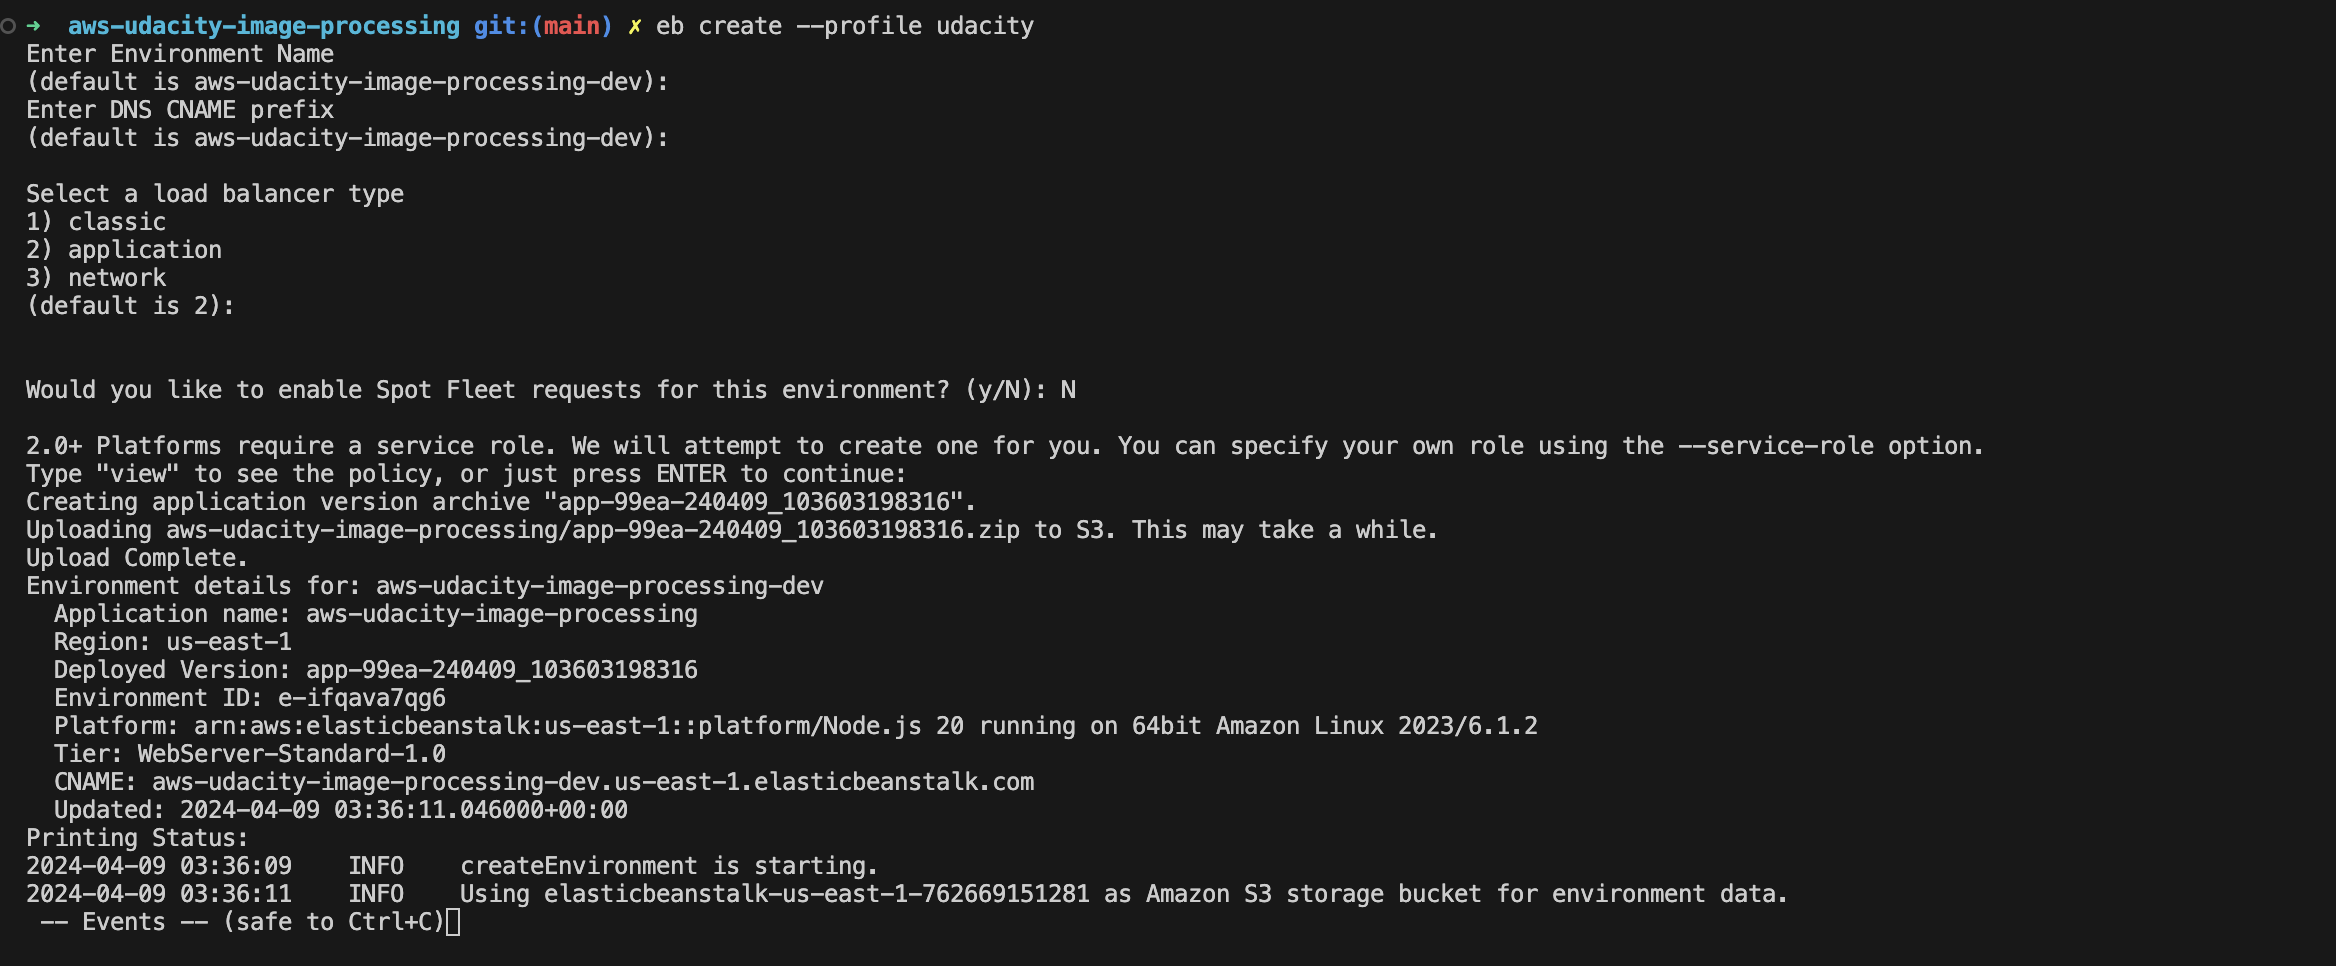 ➜  aws-udacity-image-processing git:(main) ✗ eb create --profile udacity
Enter Environment Name
(default is aws-udacity-image-processing-dev):
Enter DNS CNAME prefix
(default is aws-udacity-image-processing-dev):
Select a load balancer type
1) classic
2) application
3) network
(default is 2):
Would you like to enable Spot Fleet requests for this environment? (y/N): N
2.0+ Platforms require a service role. We will attempt to create one for you. You can specify your own role using the --service-role option.
Type "view" to see the policy, or just press ENTER to continue:
Creating application version archive "app-99ea-240409_103603198316".
Uploading aws-udacity-image-processing/app-99ea-240409_103603198316.zip to S3. This may take a while.
Upload Complete.
Environment details for: aws-udacity-image-processing-dev
  Application name: aws-udacity-image-processing
  Region: us-east-1
  Deployed Version: app-99ea-240409_103603198316
  Environment ID: e-ifqava7qg6
  Platform: arn:aws:elasticbeanstalk:us-east-1::platform/Node.js 20 running on 64bit Amazon Linux 2023/6.1.2
  Tier: WebServer-Standard-1.0
  CNAME: aws-udacity-image-processing-dev.us-east-1.elasticbeanstalk.com
  Updated: 2024-04-09 03:36:11.046000+00:00
Printing Status:
2024-04-09 03:36:09    INFO    createEnvironment is starting.
2024-04-09 03:36:11    INFO    Using elasticbeanstalk-us-east-1-762669151281 as Amazon S3 storage bucket for environment data.
 -- Events -- (safe to Ctrl+C)